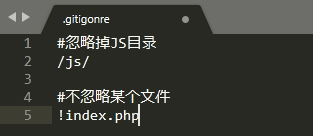 .gitigonre
1 #忽略掉JS目录
2 /js/
3
4 #不忽略某个文件
5 !index.php